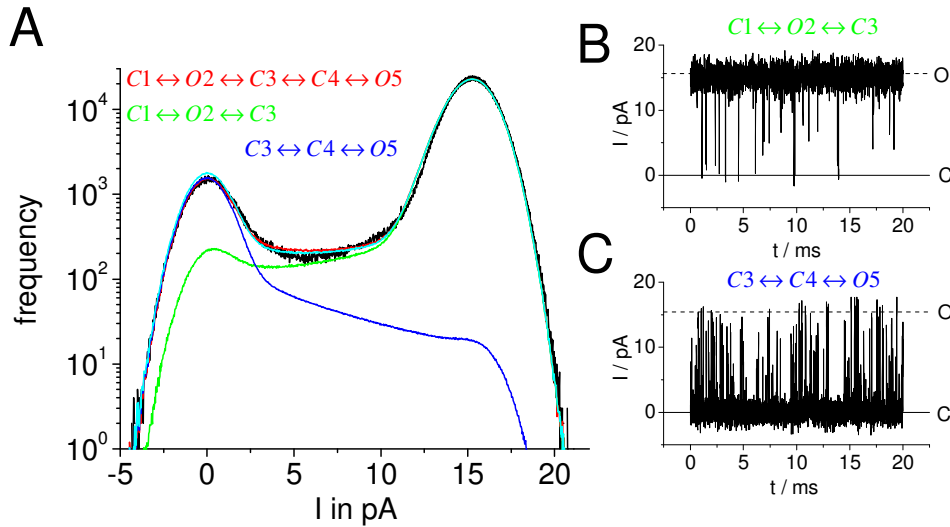 A
C1↔O2↔C3↔C4↔O5
C1↔O2↔C3
C3↔C4↔O5
frequency
10⁴
10³
10²
10¹
10⁰
-5 0 5 10 15 20
I in pA
B
C1↔O2↔C3
I / pA
20
10
0
O
C
0 5 10 15 20
t / ms
C
C3↔C4↔O5
I / pA
20
10
0
O
C
0 5 10 15 20
t / ms